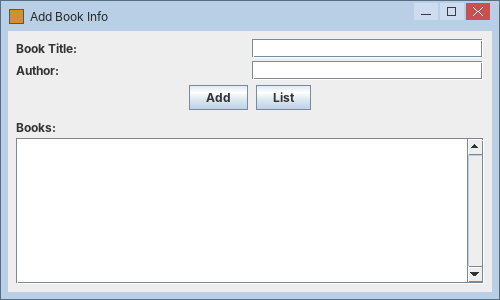 Add Book Info
Book Title:
Author:
Add List
Books: